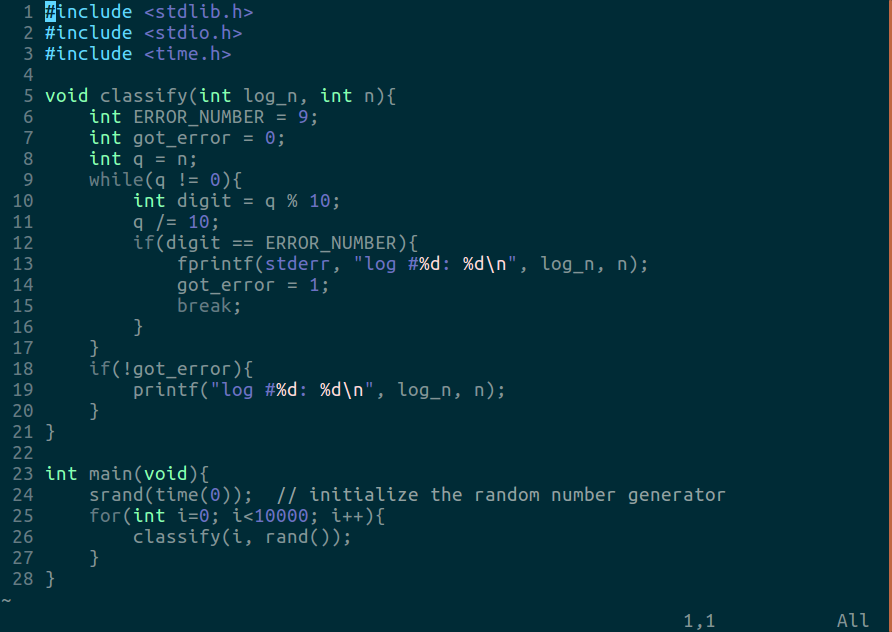 1 #include <stdlib.h>
2 #include <stdio.h>
3 #include <time.h>
4
5 void classify(int log_n, int n){
6     int ERROR_NUMBER = 9;
7     int got_error = 0;
8     int q = n;
9     while(q != 0){
10         int digit = q % 10;
11         q /= 10;
12         if(digit == ERROR_NUMBER){
13             fprintf(stderr, "log #%d: %d\n", log_n, n);
14             got_error = 1;
15             break;
16         }
17     }
18     if(!got_error){
19         printf("log #%d: %d\n", log_n, n);
20     }
21 }
22
23 int main(void){
24     srand(time(0));  // initialize the random number generator
25     for(int i=0; i<10000; i++){
26         classify(i, rand());
27     }
28 }
~
1,1 All